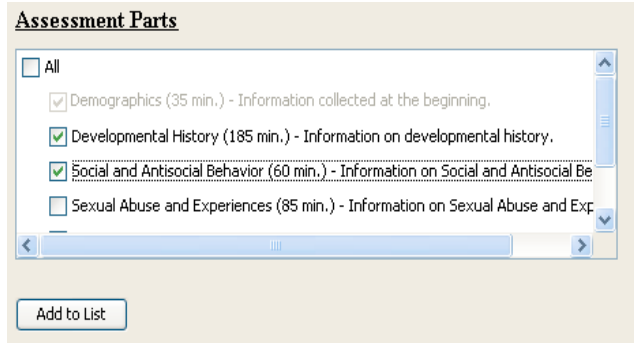 Assessment Parts
All
Demographics (35 min.) - Information collected at the beginning.
Developmental History (185 min.) - Information on developmental history.
Social and Antisocial Behavior (60 min.) - Information on Social and Antisocial Be
Sexual Abuse and Experiences (85 min.) - Information on Sexual Abuse and Exp
Add to List